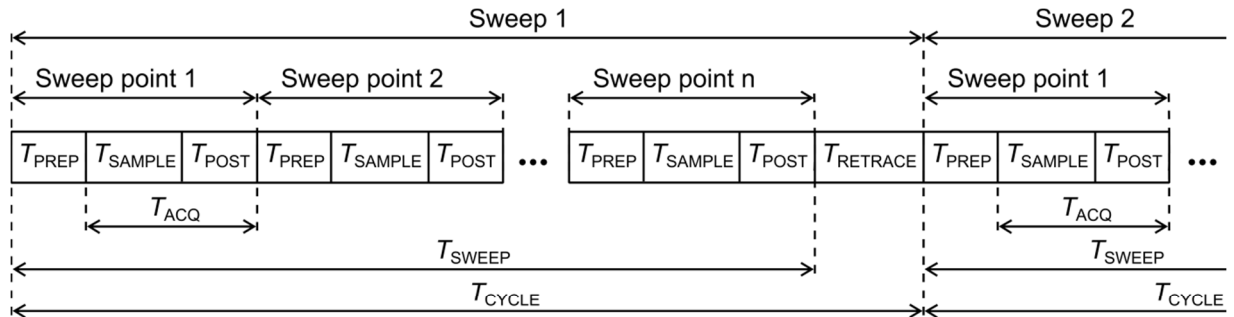 Sweep 1 Sweep 2
Sweep point 1 Sweep point 2 Sweep point n Sweep point 1
TPREP TSAMPLE TPOST TPREP TSAMPLE TPOST ••• TPREP TSAMPLE TPOST TRETRACE TPREP TSAMPLE TPOST •••
TACQ TACQ
TSWEEP TSWEEP
TCYCLE TCYCLE